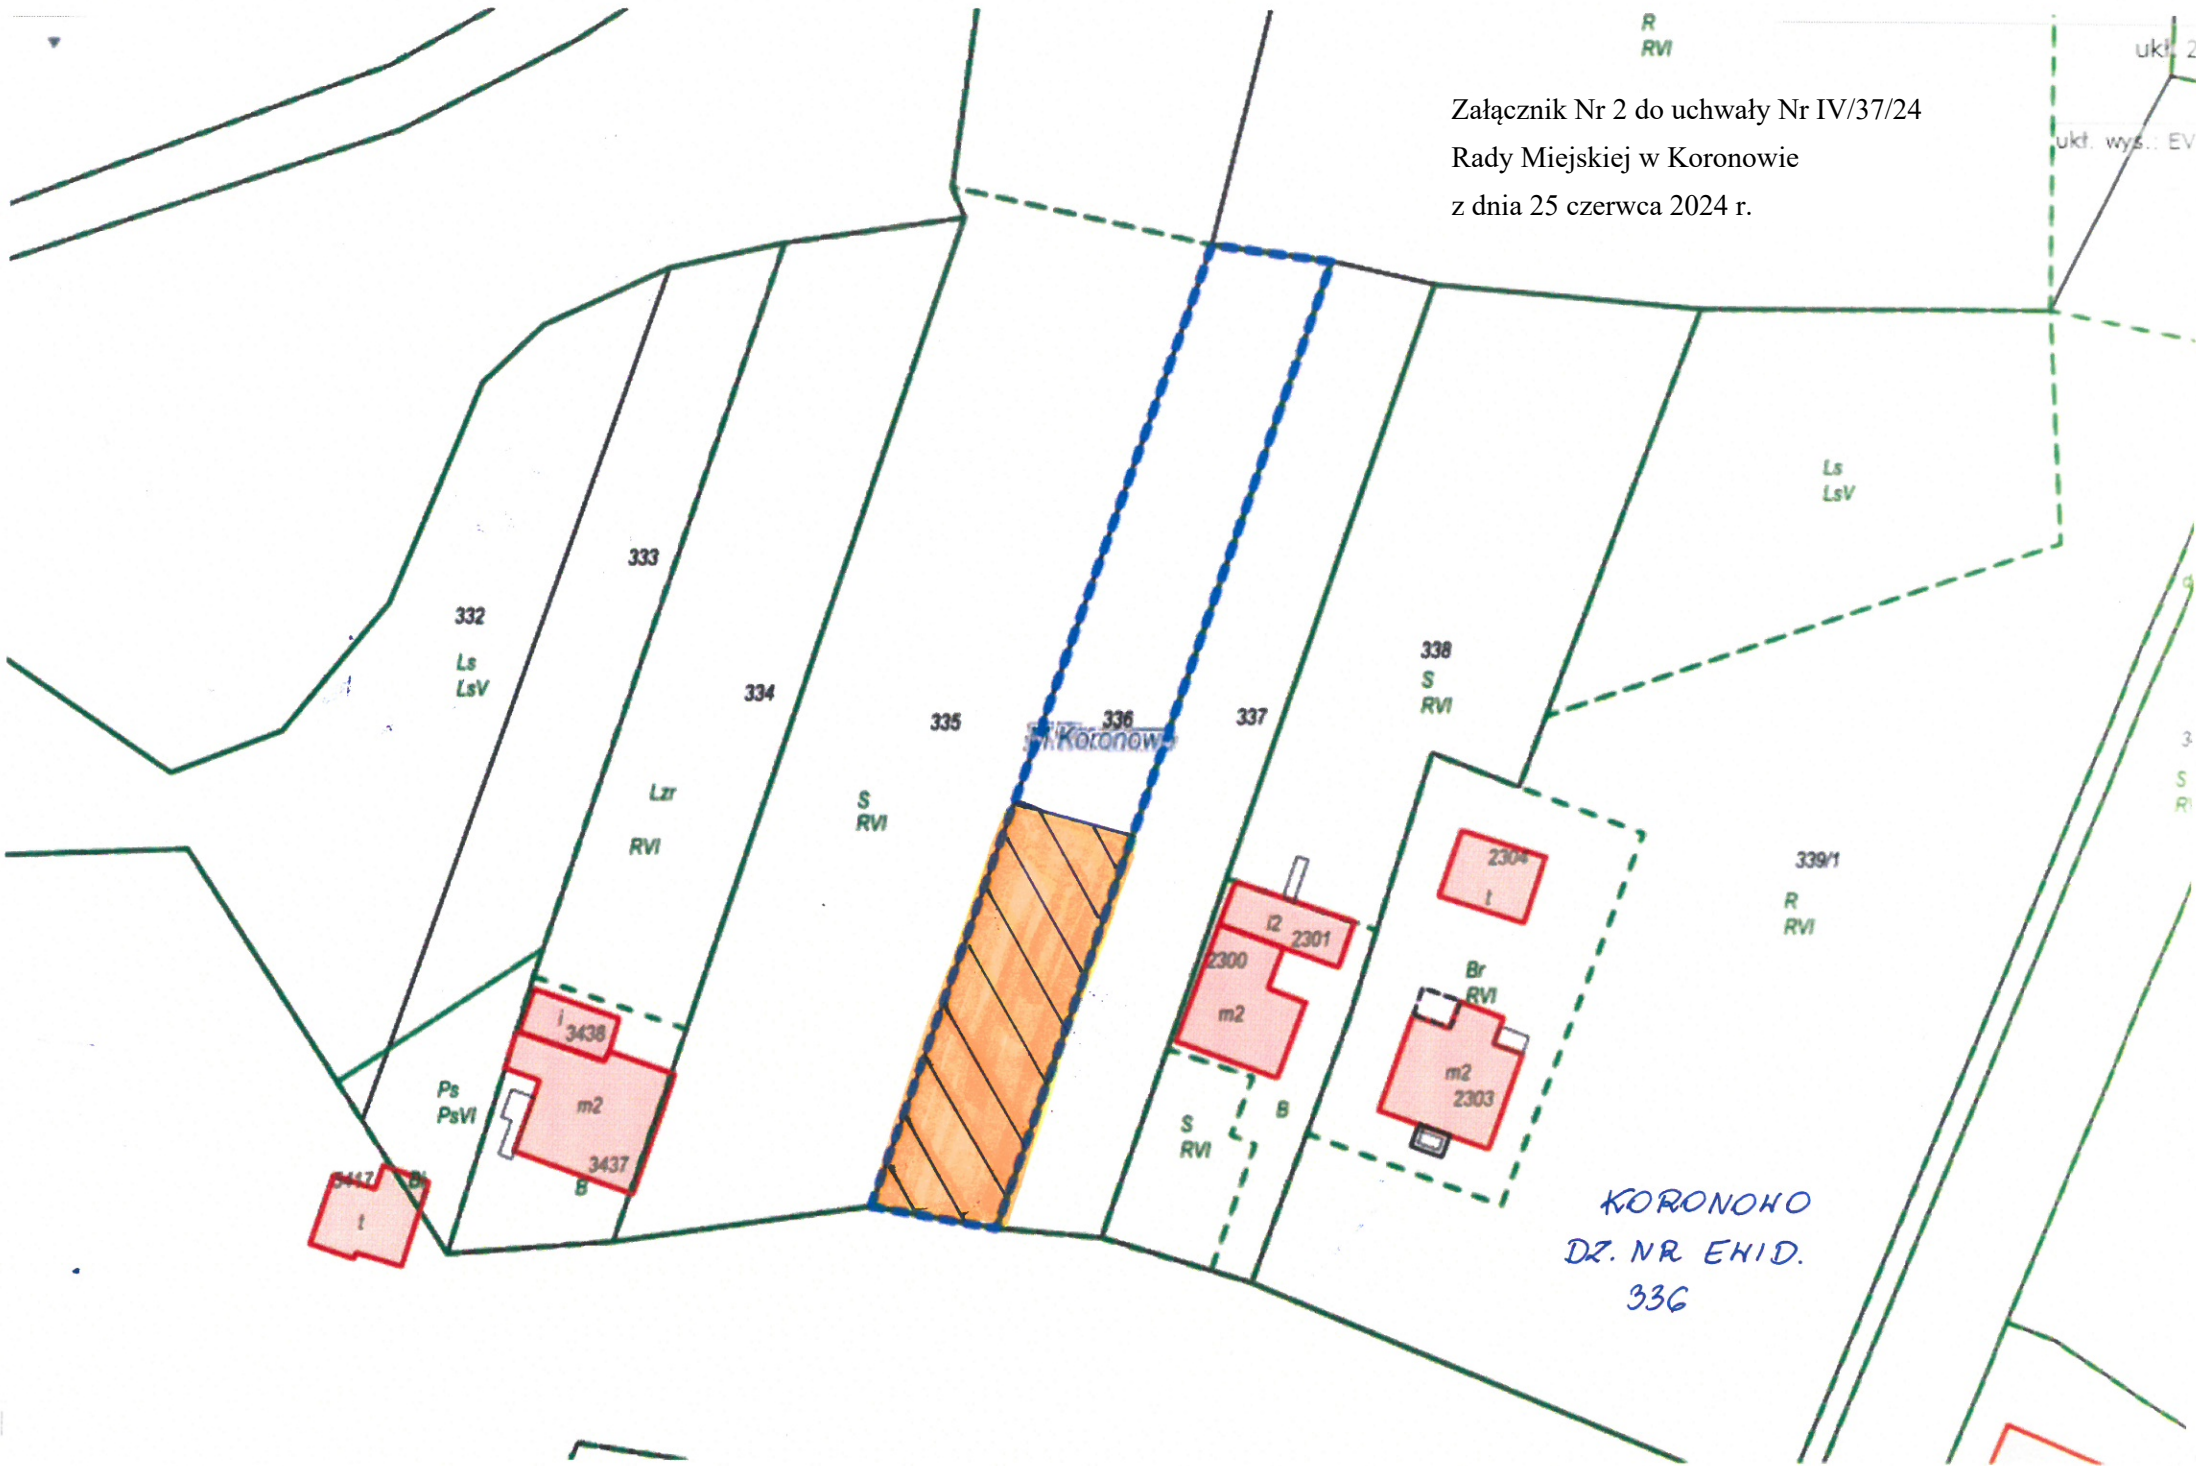 R
RVI
ukł. 2
Załącznik Nr 2 do uchwały Nr IV/37/24
Rady Miejskiej w Koronowie
z dnia 25 czerwca 2024 r.
ukł. wys.: EV
Ls
LsV
333
332
Ls
LsV
338
S
RVI
334
335
336
337
Koronowo
Lzr
RVI
S
RVI
2304
t
339/1
R
RVI
3
S
i2
2301
2300
m2
Br
RVI
i
3438
m2
3437
B
Ps
PsVI
m2
2303
S
RVI
B
t
KORONOWO
DZ. NR EWID.
336